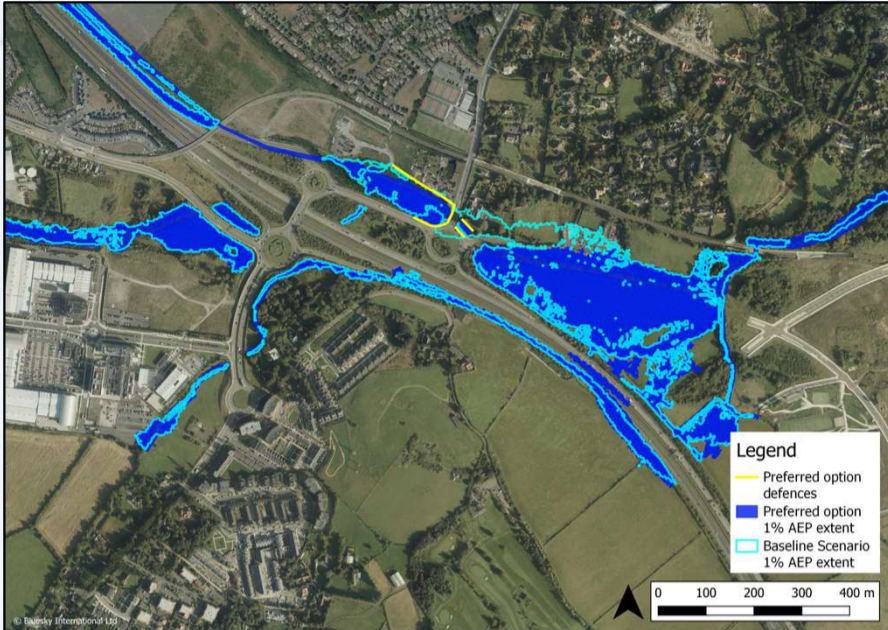 Legend
Preferred option
defences
Preferred option
1% AEP extent
Baseline Scenario
1% AEP extent
0 100 200 300 400 m
© Bluesky International Ltd